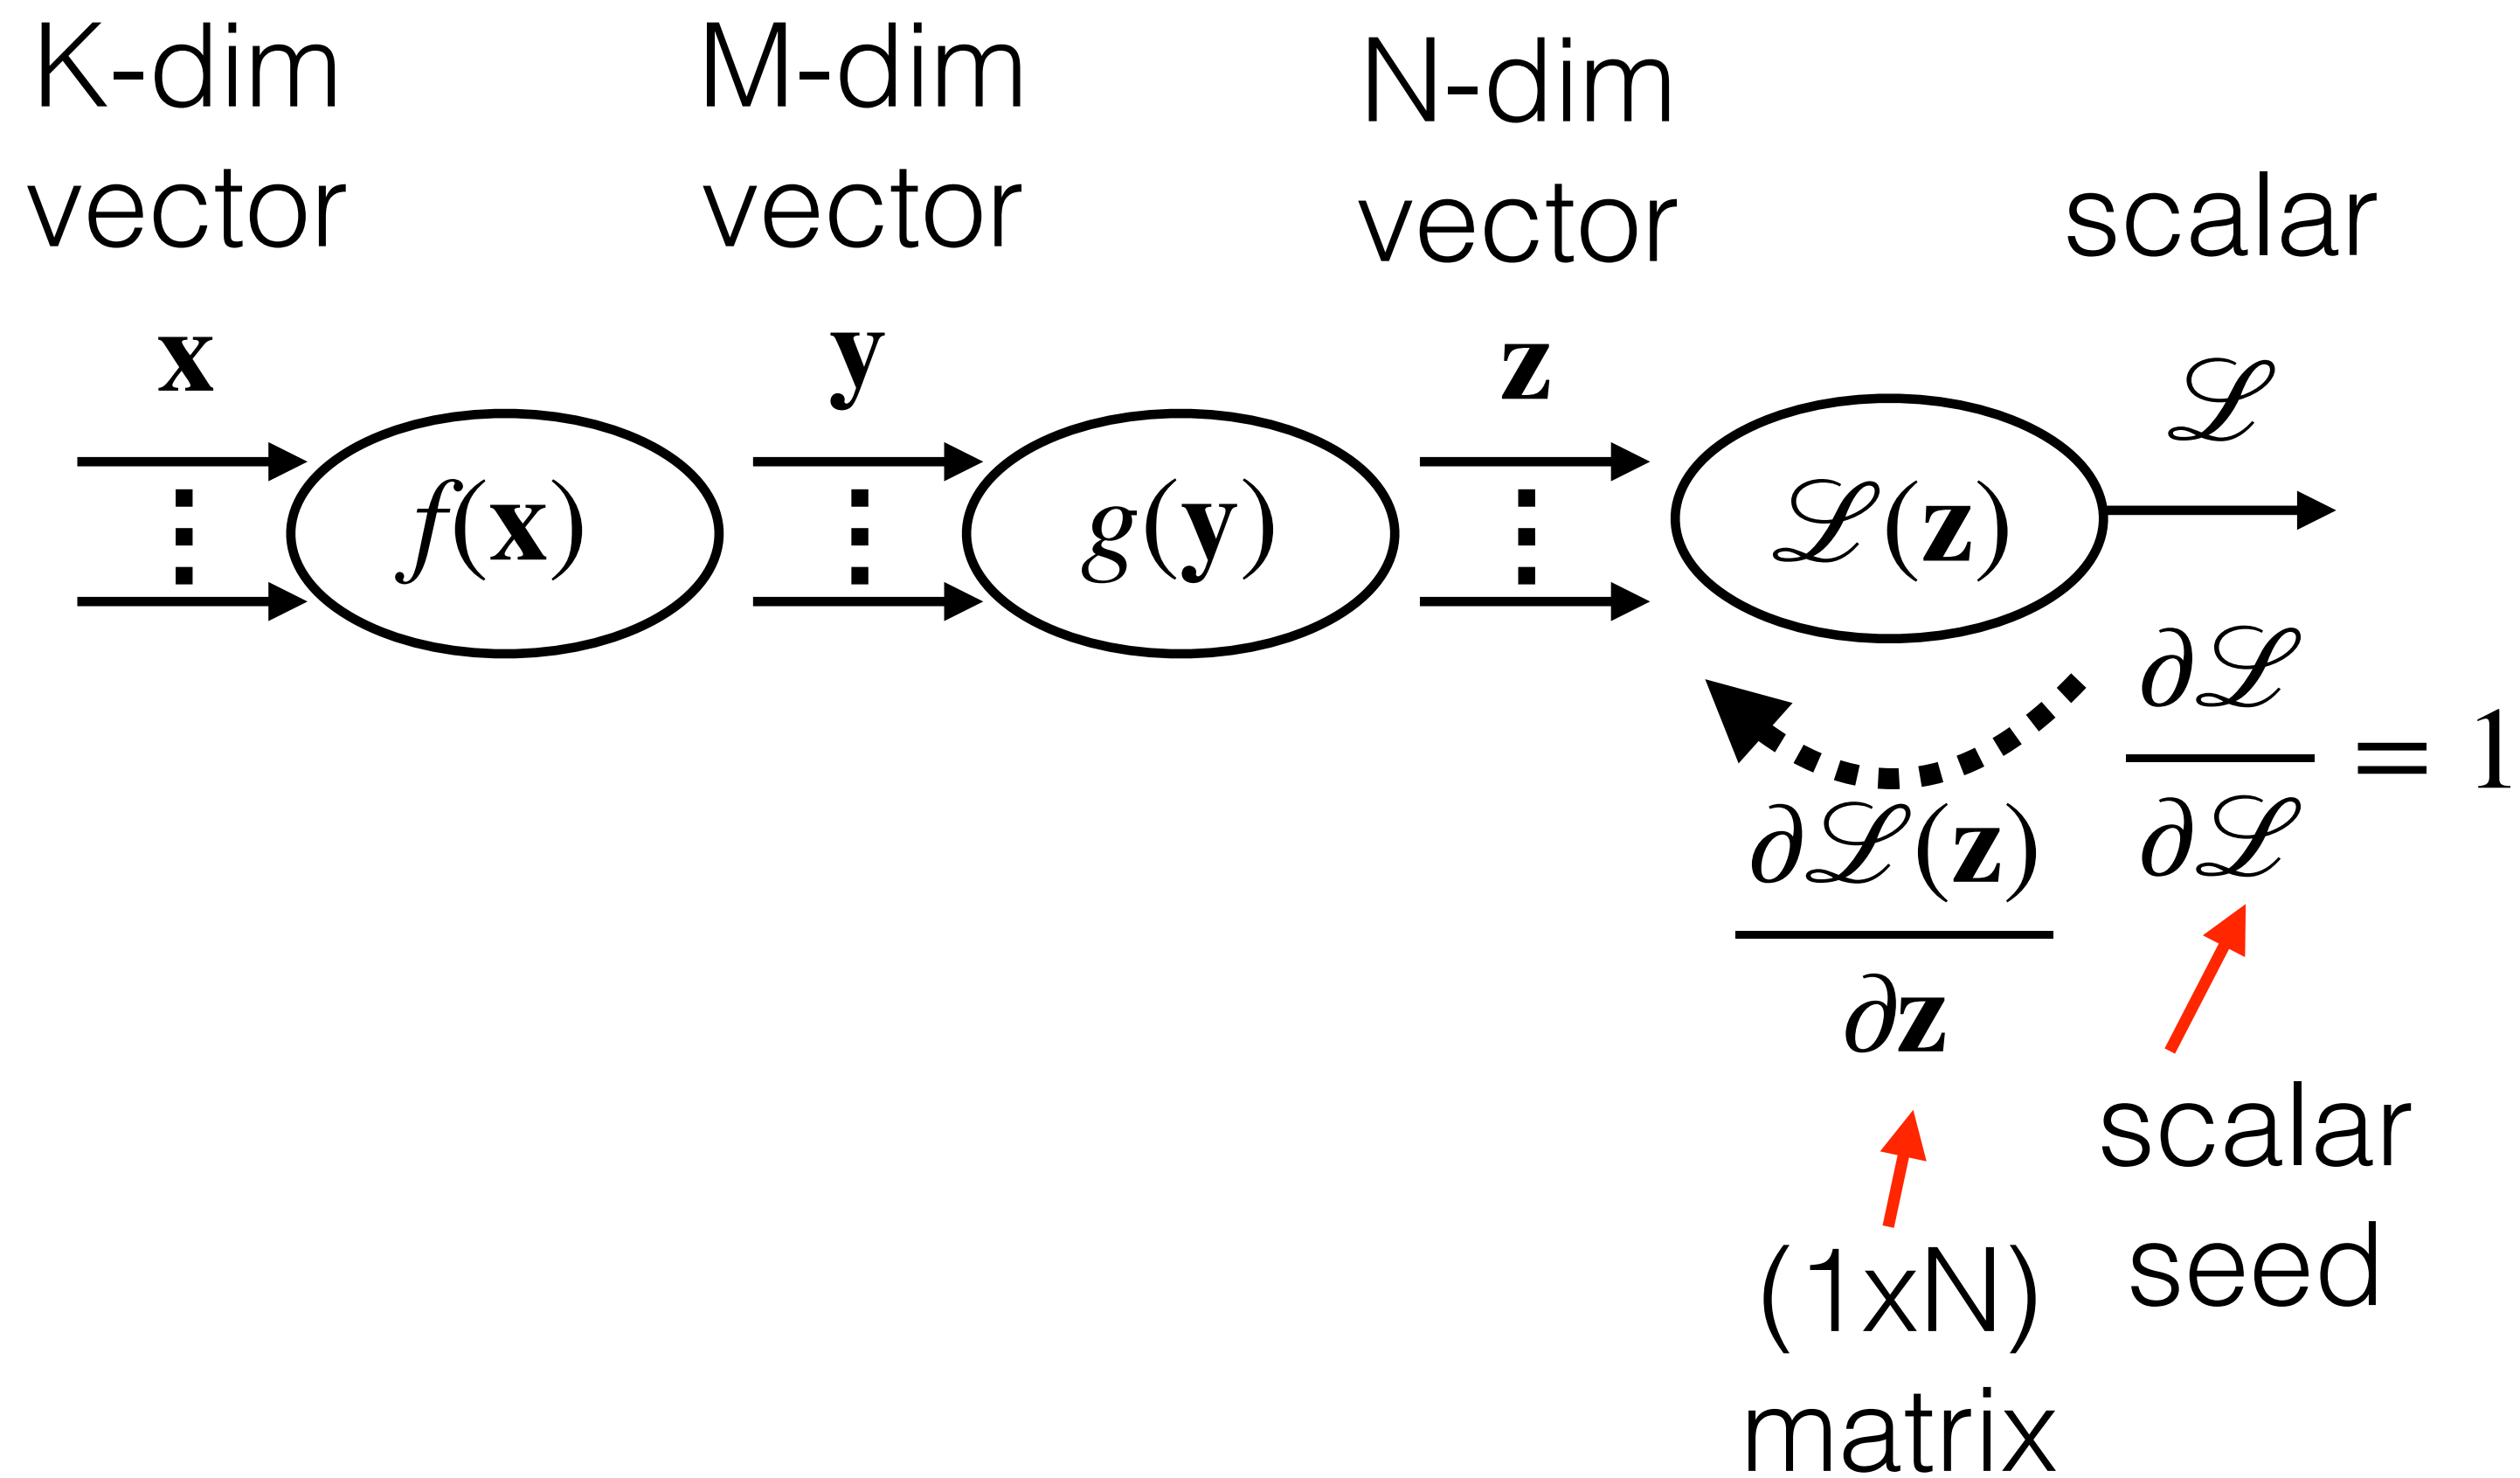 K-dim
vector
M-dim
vector
N-dim
vector
scalar
x
y
z
ℒ
f(x)
g(y)
ℒ(z)
∂ℒ/∂ℒ = 1
∂ℒ(z)/∂z
scalar
seed
(1xN)
matrix